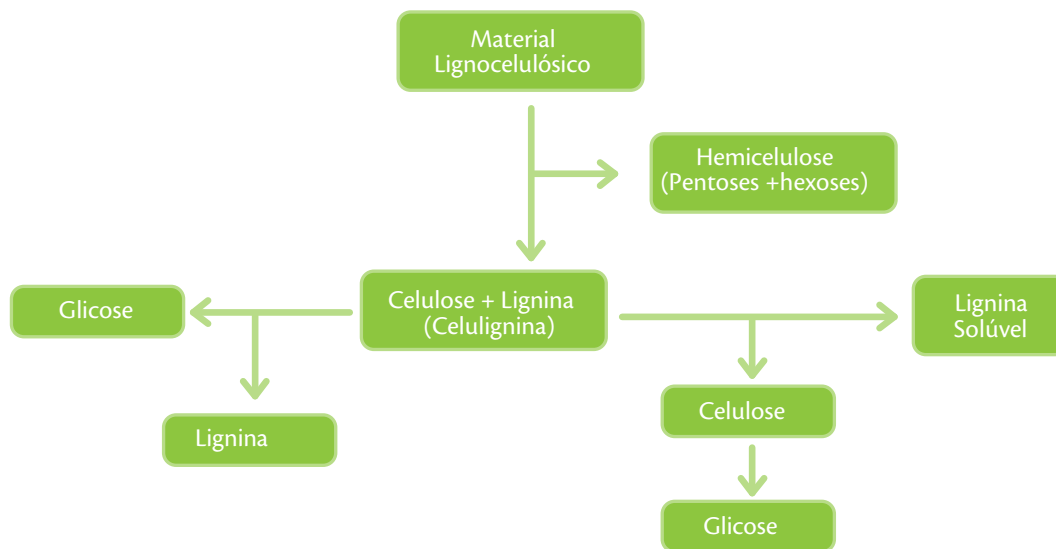 Material
Lignocelulósico
Hemicelulose
(Pentoses +hexoses)
Glicose
Celulose + Lignina
(Celulignina)
Lignina
Solúvel
Lignina
Celulose
Glicose